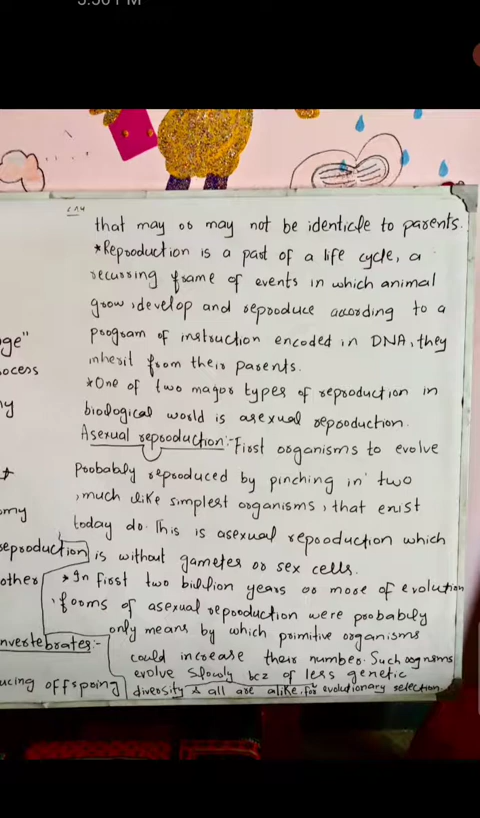 5:50 PM
that may or may not be identicle to parents.
*Reproduction is a part of a life cycle, a
recurring frame of events in which animal
grow, develop and reproduce according to a
program of instruction encoded in DNA, they
inherit from their parents.
*One of two major types of reproduction in
biological world is asexual reproduction.
Asexual reproduction:- First organisms to evolve
Probably reproduced by pinching in two
, much like simplest organisms, that exist
today do. This is asexual reproduction which
is without gametes or sex cells.
*In first two billion years or more of evolution
forms of asexual reproduction were probably
only means by which primitive organisms
could increase their number. Such orgnisms
evolve slowly bcz of less genetic
diversity & all are alike for evolutionary selection.
nge"
ocess
ny
omy
reproduction
other
nvertebrates:-
ucing offspring